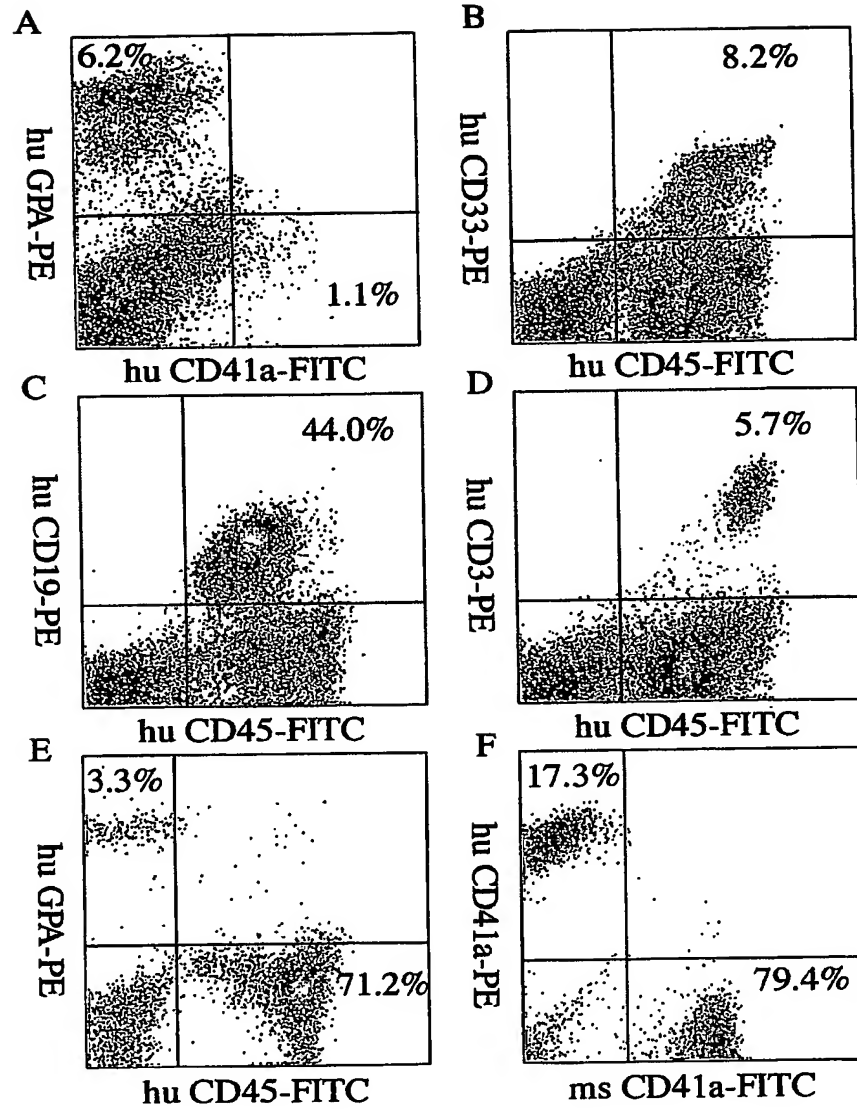 A
6.2%
1.1%
hu GPA-PE
hu CD41a-FITC
B
8.2%
hu CD33-PE
hu CD45-FITC
C
44.0%
hu CD19-PE
hu CD45-FITC
D
5.7%
hu CD3-PE
hu CD45-FITC
E
3.3%
71.2%
hu GPA-PE
hu CD45-FITC
F
17.3%
79.4%
hu CD41a-PE
ms CD41a-FITC